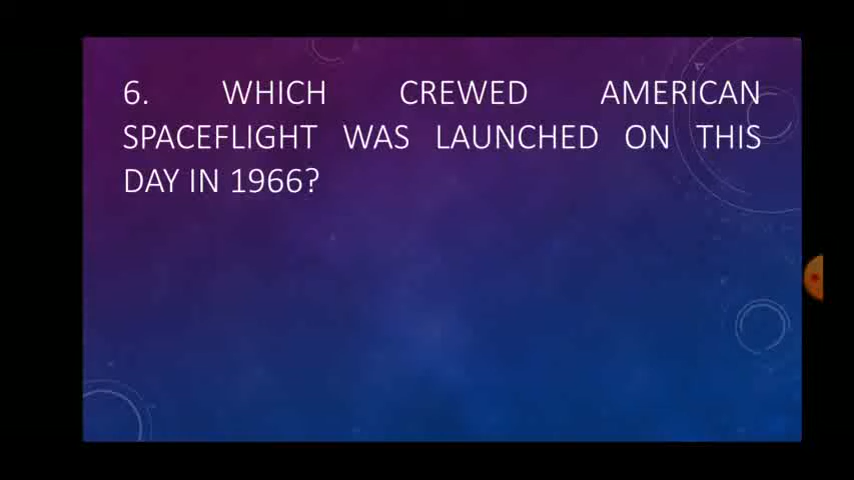 6. WHICH CREWED AMERICAN
SPACEFLIGHT WAS LAUNCHED ON THIS
DAY IN 1966?